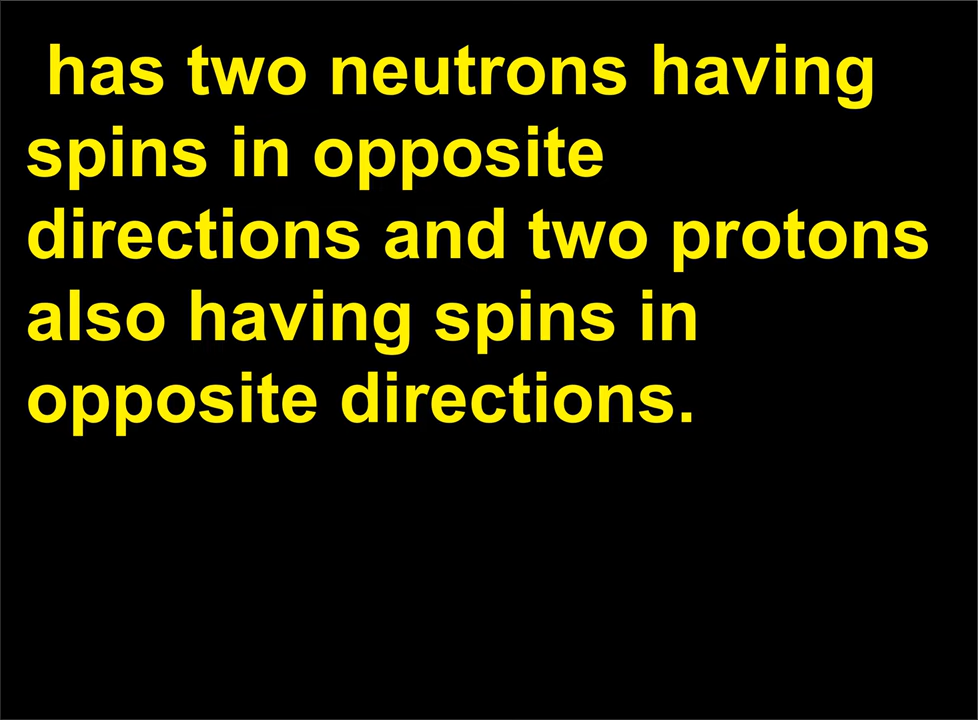 has two neutrons having
spins in opposite
directions and two protons
also having spins in
opposite directions.